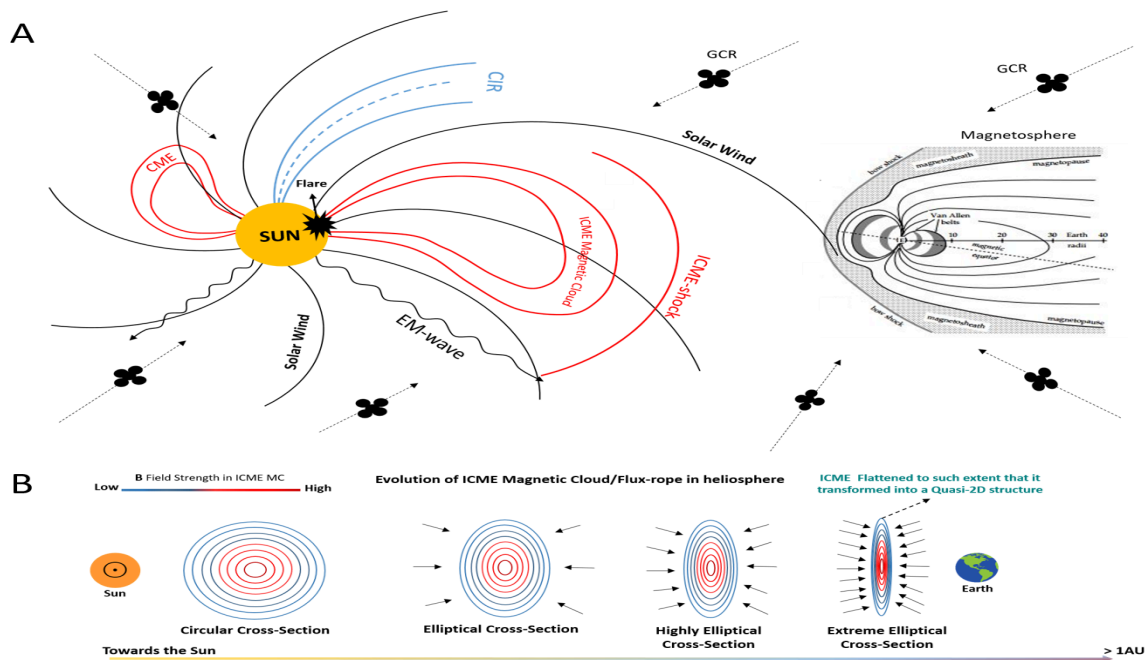 A
GCR
GCR
CIR
Magnetosphere
Solar Wind
CME
bow shock
magnetosheath
magnetopause
Flare
SUN
Van Allen
belts
E
10
20
30
40
Earth
radii
magnetic
equator
ICME Magnetic Cloud
ICME-shock
magnetopause
magnetosheath
bow shock
Solar Wind
EM-wave
B
B Field Strength in ICME MC
Low
High
Evolution of ICME Magnetic Cloud/Flux-rope in heliosphere
ICME Flattened to such extent that it
transformed into a Quasi-2D structure
Sun
Earth
Circular Cross-Section
Elliptical Cross-Section
Highly Elliptical
Cross-Section
Extreme Elliptical
Cross-Section
Towards the Sun
> 1AU